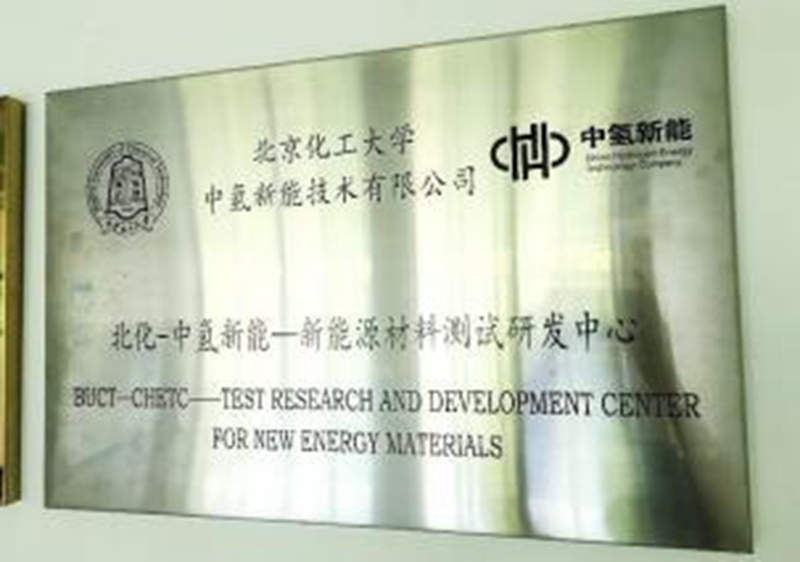 北京化工大学
中氢新能技术有限公司
中氢新能
北化-中氢新能—新能源材料测试研发中心
BUCT—CHETC——TEST RESEARCH AND DEVELOPMENT CENTER
FOR NEW ENERGY MATERIALS